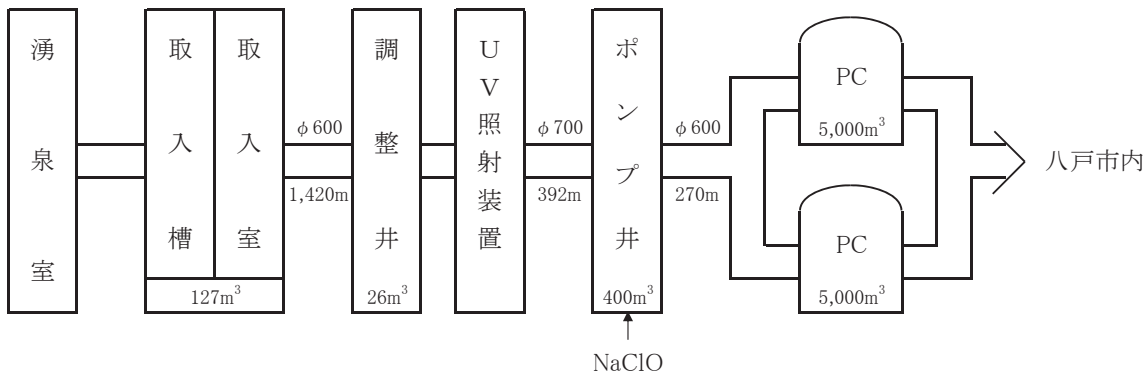 湧泉室
取入槽
取入室
127m³
φ600
1,420m
調整井
26m³
UV照射装置
φ700
392m
ポンプ井
400m³
NaClO
φ600
270m
PC
5,000m³
PC
5,000m³
八戸市内